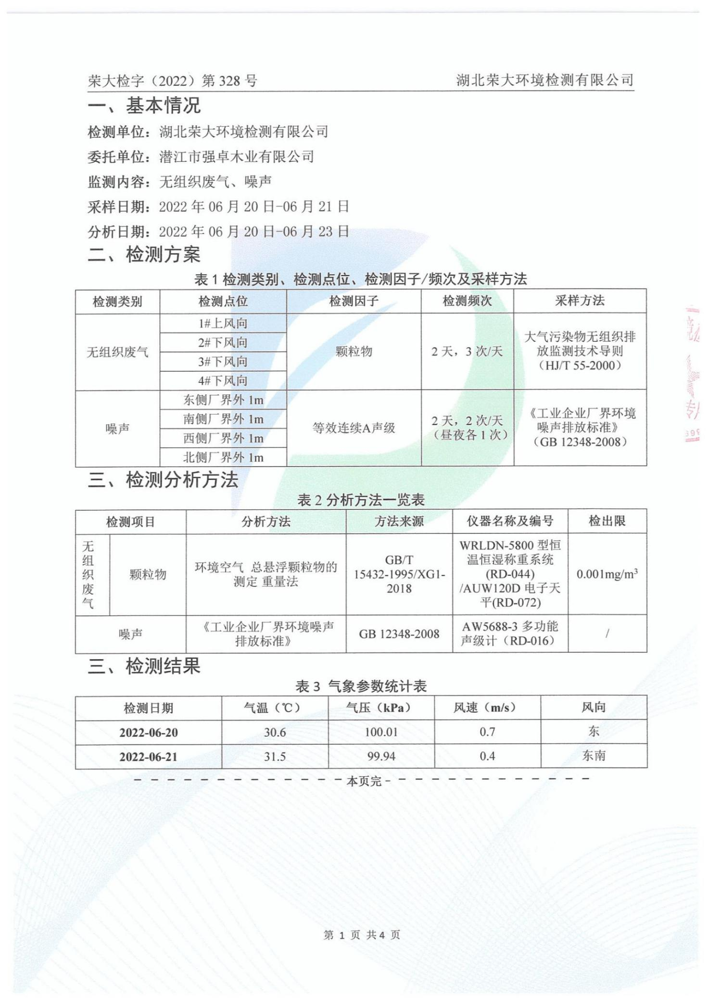 荣大检字（2022）第 328 号
湖北荣大环境检测有限公司
一、基本情况
检测单位：湖北荣大环境检测有限公司
委托单位：潜江市强卓木业有限公司
监测内容：无组织废气、噪声
采样日期：2022 年 06 月 20 日-06 月 21 日
分析日期：2022 年 06 月 20 日-06 月 23 日
二、检测方案
表 1 检测类别、检测点位、检测因子/频次及采样方法
检测类别 检测点位 检测因子 检测频次 采样方法
无组织废气
1#上风向
2#下风向
3#下风向
4#下风向
颗粒物
2 天，3 次/天
大气污染物无组织排
放监测技术导则
（HJ/T 55-2000）
噪声
东侧厂界外 1m
南侧厂界外 1m
西侧厂界外 1m
北侧厂界外 1m
等效连续A声级
2 天，2 次/天
（昼夜各 1 次）
《工业企业厂界环境
噪声排放标准》
（GB 12348-2008）
三、检测分析方法
表 2 分析方法一览表
检测项目 分析方法 方法来源 仪器名称及编号 检出限
无
组
织
废
气
颗粒物
环境空气 总悬浮颗粒物的
测定 重量法
GB/T
15432-1995/XG1-
2018
WRLDN-5800 型恒
温恒湿称重系统
(RD-044)
/AUW120D 电子天
平(RD-072)
0.001mg/m³
噪声
《工业企业厂界环境噪声
排放标准》
GB 12348-2008
AW5688-3 多功能
声级计（RD-016）
/
三、检测结果
表 3 气象参数统计表
检测日期 气温（℃） 气压（kPa） 风速（m/s） 风向
2022-06-20 30.6 100.01 0.7 东
2022-06-21 31.5 99.94 0.4 东南
- - - - - - - - - - - - - 本页完 - - - - - - - - - - - - -
第 1 页 共 4 页